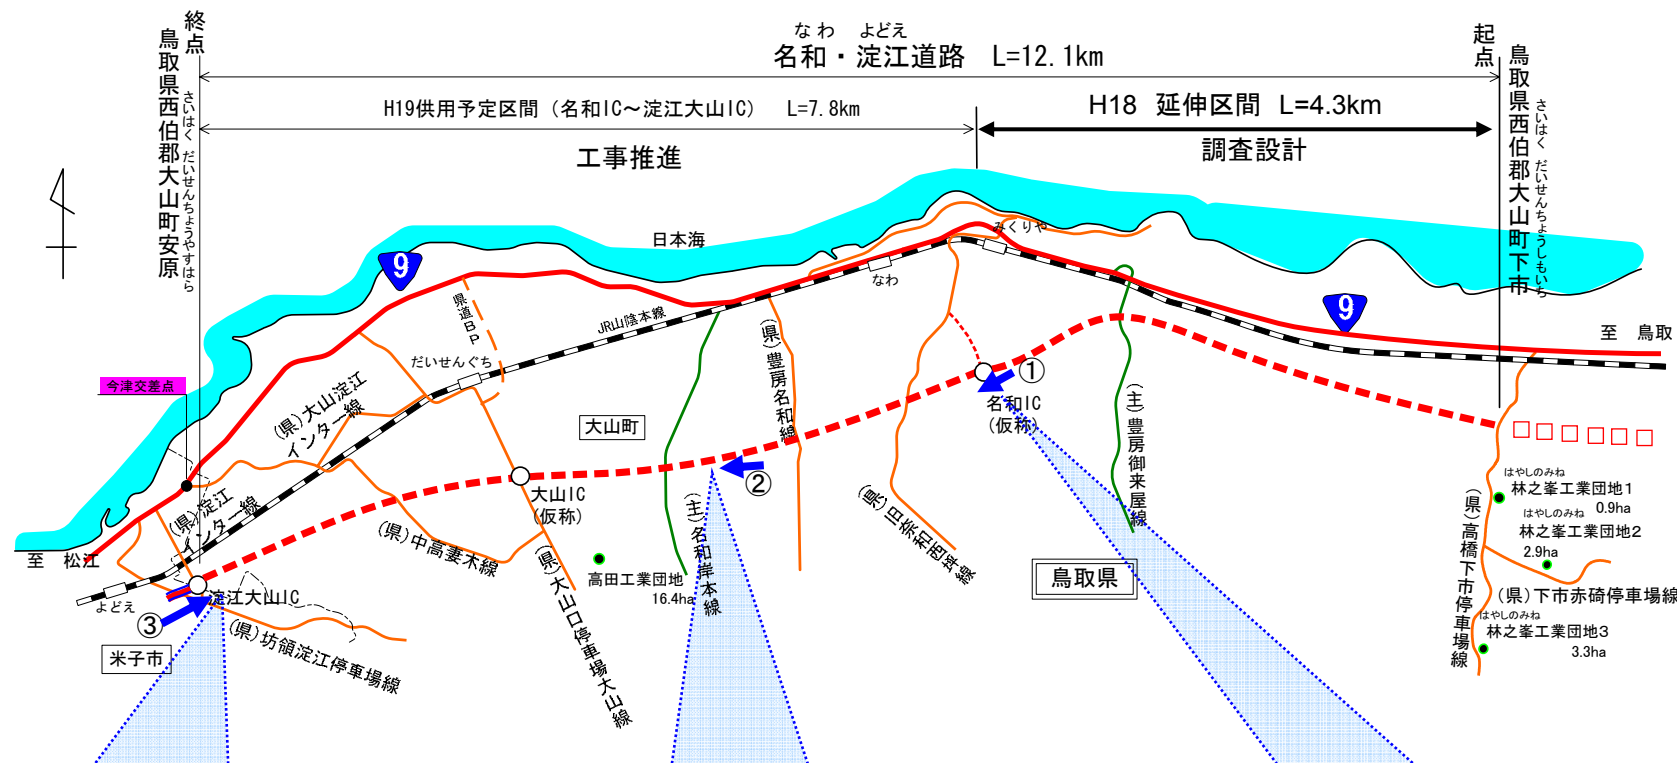 なわ よどえ
名和・淀江道路 L=12.1km
終点
鳥取県西伯郡大山町安原
さいはく だいせんちょうやすはら
起点
鳥取県西伯郡大山町下市
さいはく だいせんちょうしもいち
H19供用予定区間（名和IC～淀江大山IC） L=7.8km
工事推進
H18 延伸区間 L=4.3km
調査設計
日本海
9
9
みくりや
なわ
県道BP
JR山陰本線
だいせんぐち
至 鳥取
今津交差点
(県)大山淀江
インター線
(県)豊房名和線
大山町
①
名和IC
(仮称)
(主)豊房御来屋線
②
大山IC
(仮称)
(主)名和岸本線
(県)淀江
インター線
(県)中高妻木線
高田工業団地
16.4ha
(県)大山口停車場大山線
鳥取県
(県)高橋下市停車場線
はやしのみね
林之峯工業団地1
0.9ha
はやしのみね
林之峯工業団地2
2.9ha
(県)下市赤碕停車場線
はやしのみね
林之峯工業団地3
3.3ha
至 松江
よどえ
淀江大山IC
③
米子市
(県)坊領淀江停車場線